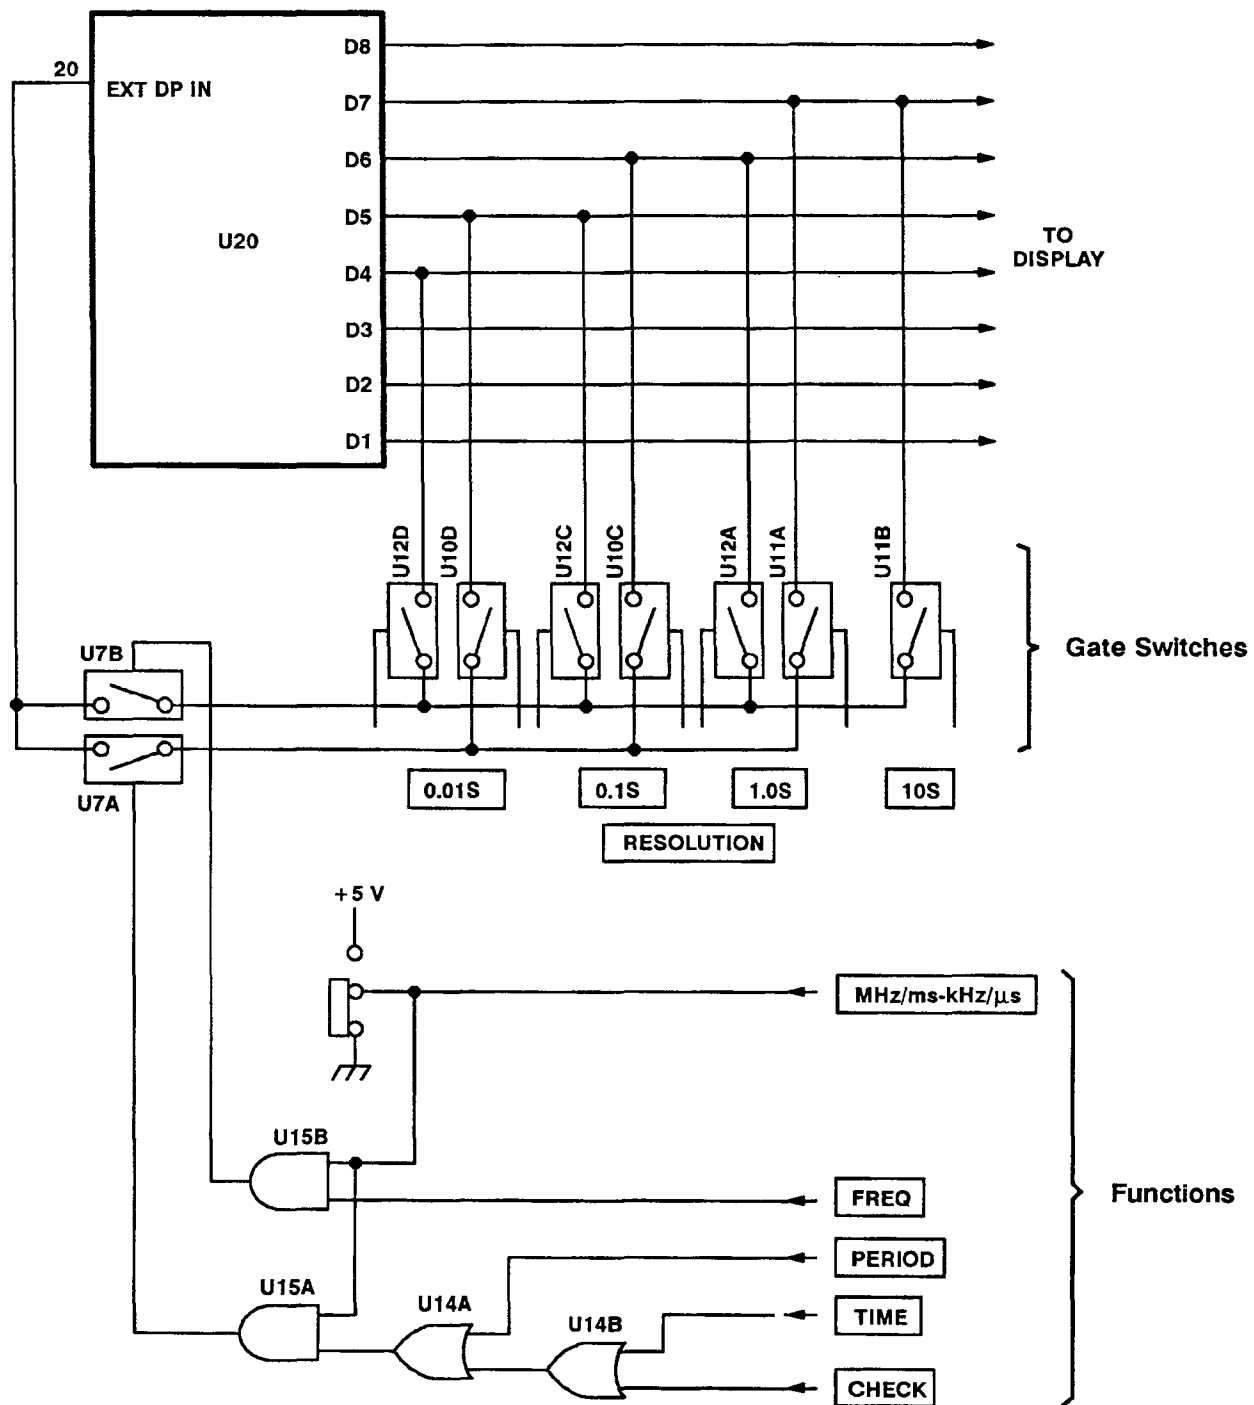 D8
20
EXT DP IN
D7
D6
D5
U20
TO
DISPLAY
D4
D3
D2
D1
U12D
U10D
U12C
U10C
U12A
U11A
U11B
Gate Switches
U7B
U7A
0.01S
0.1S
1.0S
10S
RESOLUTION
+5 V
MHz/ms-kHz/μs
U15B
FREQ
Functions
PERIOD
U15A
U14A
TIME
U14B
CHECK